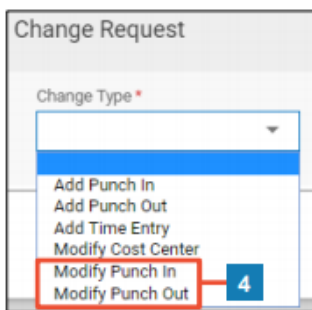 Change Request
Change Type *
Add Punch In
Add Punch Out
Add Time Entry
Modify Cost Center
Modify Punch In
Modify Punch Out
4